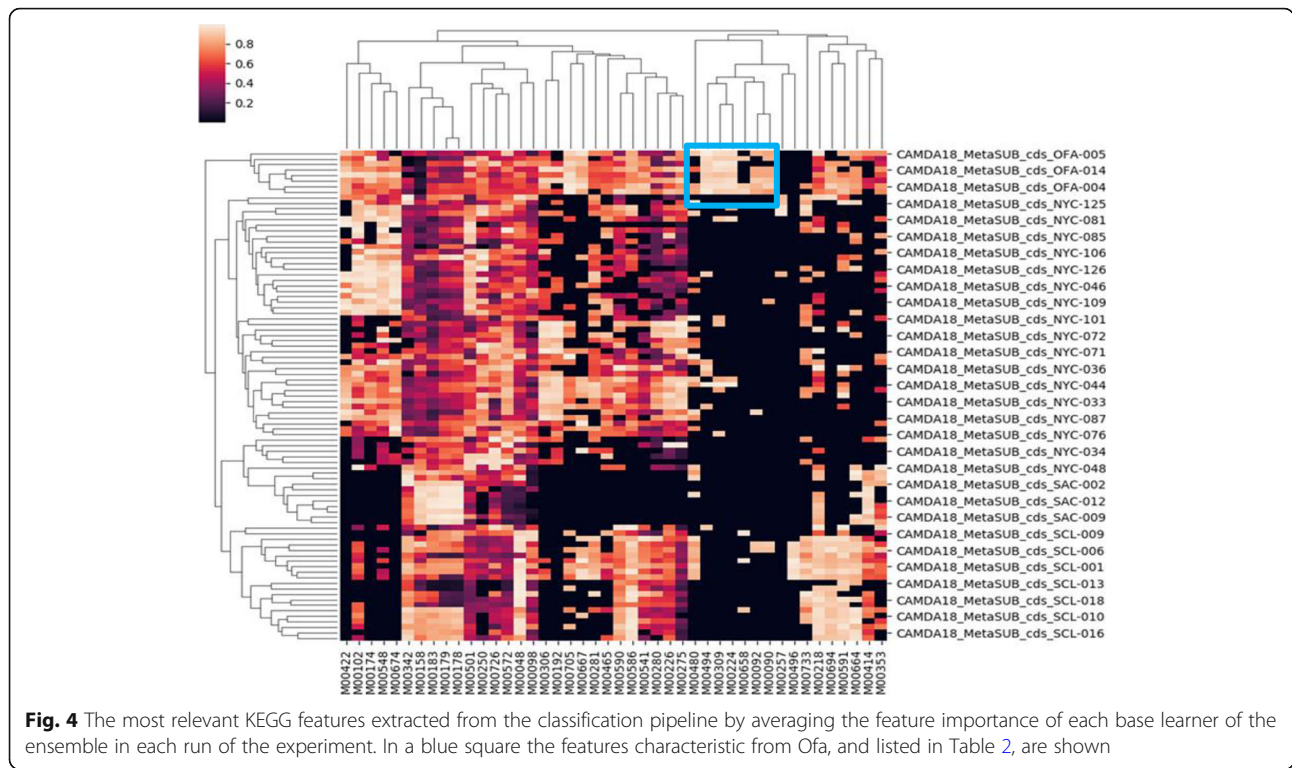 0.8
0.6
0.4
0.2
CAMDA18_MetaSUB_cds_OFA-005
CAMDA18_MetaSUB_cds_OFA-014
CAMDA18_MetaSUB_cds_OFA-004
CAMDA18_MetaSUB_cds_NYC-125
CAMDA18_MetaSUB_cds_NYC-081
CAMDA18_MetaSUB_cds_NYC-085
CAMDA18_MetaSUB_cds_NYC-106
CAMDA18_MetaSUB_cds_NYC-126
CAMDA18_MetaSUB_cds_NYC-046
CAMDA18_MetaSUB_cds_NYC-109
CAMDA18_MetaSUB_cds_NYC-101
CAMDA18_MetaSUB_cds_NYC-072
CAMDA18_MetaSUB_cds_NYC-071
CAMDA18_MetaSUB_cds_NYC-036
CAMDA18_MetaSUB_cds_NYC-044
CAMDA18_MetaSUB_cds_NYC-033
CAMDA18_MetaSUB_cds_NYC-087
CAMDA18_MetaSUB_cds_NYC-076
CAMDA18_MetaSUB_cds_NYC-034
CAMDA18_MetaSUB_cds_NYC-048
CAMDA18_MetaSUB_cds_SAC-002
CAMDA18_MetaSUB_cds_SAC-012
CAMDA18_MetaSUB_cds_SAC-009
CAMDA18_MetaSUB_cds_SCL-009
CAMDA18_MetaSUB_cds_SCL-006
CAMDA18_MetaSUB_cds_SCL-001
CAMDA18_MetaSUB_cds_SCL-013
CAMDA18_MetaSUB_cds_SCL-018
CAMDA18_MetaSUB_cds_SCL-010
CAMDA18_MetaSUB_cds_SCL-016
M00422
M00102
M00174
M00548
M00674
M00342
M00158
M00183
M00179
M00178
M00501
M00250
M00726
M00572
M00048
M00098
M00306
M00192
M00705
M00667
M00281
M00465
M00590
M00586
M00541
M00280
M00226
M00275
M00480
M00494
M00309
M00224
M00658
M00092
M00090
M00257
M00496
M00733
M00218
M00694
M00591
M00664
M00414
M00353
Fig. 4 The most relevant KEGG features extracted from the classification pipeline by averaging the feature importance of each base learner of the
ensemble in each run of the experiment. In a blue square the features characteristic from Ofa, and listed in Table 2, are shown